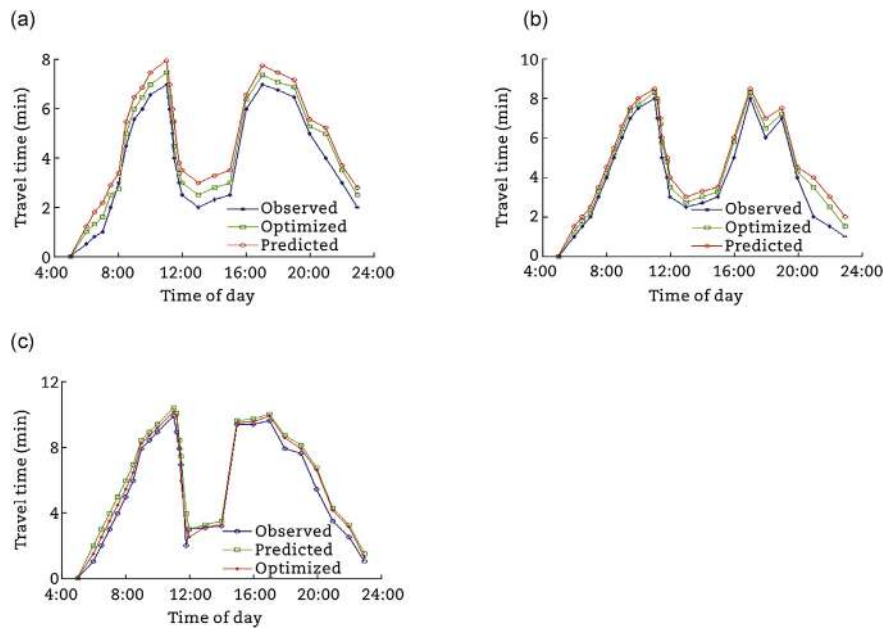 (a)
Travel time (min)
8
6
4
2
0
4:00 8:00 12:00 16:00 20:00 24:00
Time of day
Observed
Optimized
Predicted
(b)
Travel time (min)
10
8
6
4
2
0
4:00 8:00 12:00 16:00 20:00 24:00
Time of day
Observed
Optimized
Predicted
(c)
Travel time (min)
12
8
4
0
4:00 8:00 12:00 16:00 20:00 24:00
Time of day
Observed
Predicted
Optimized